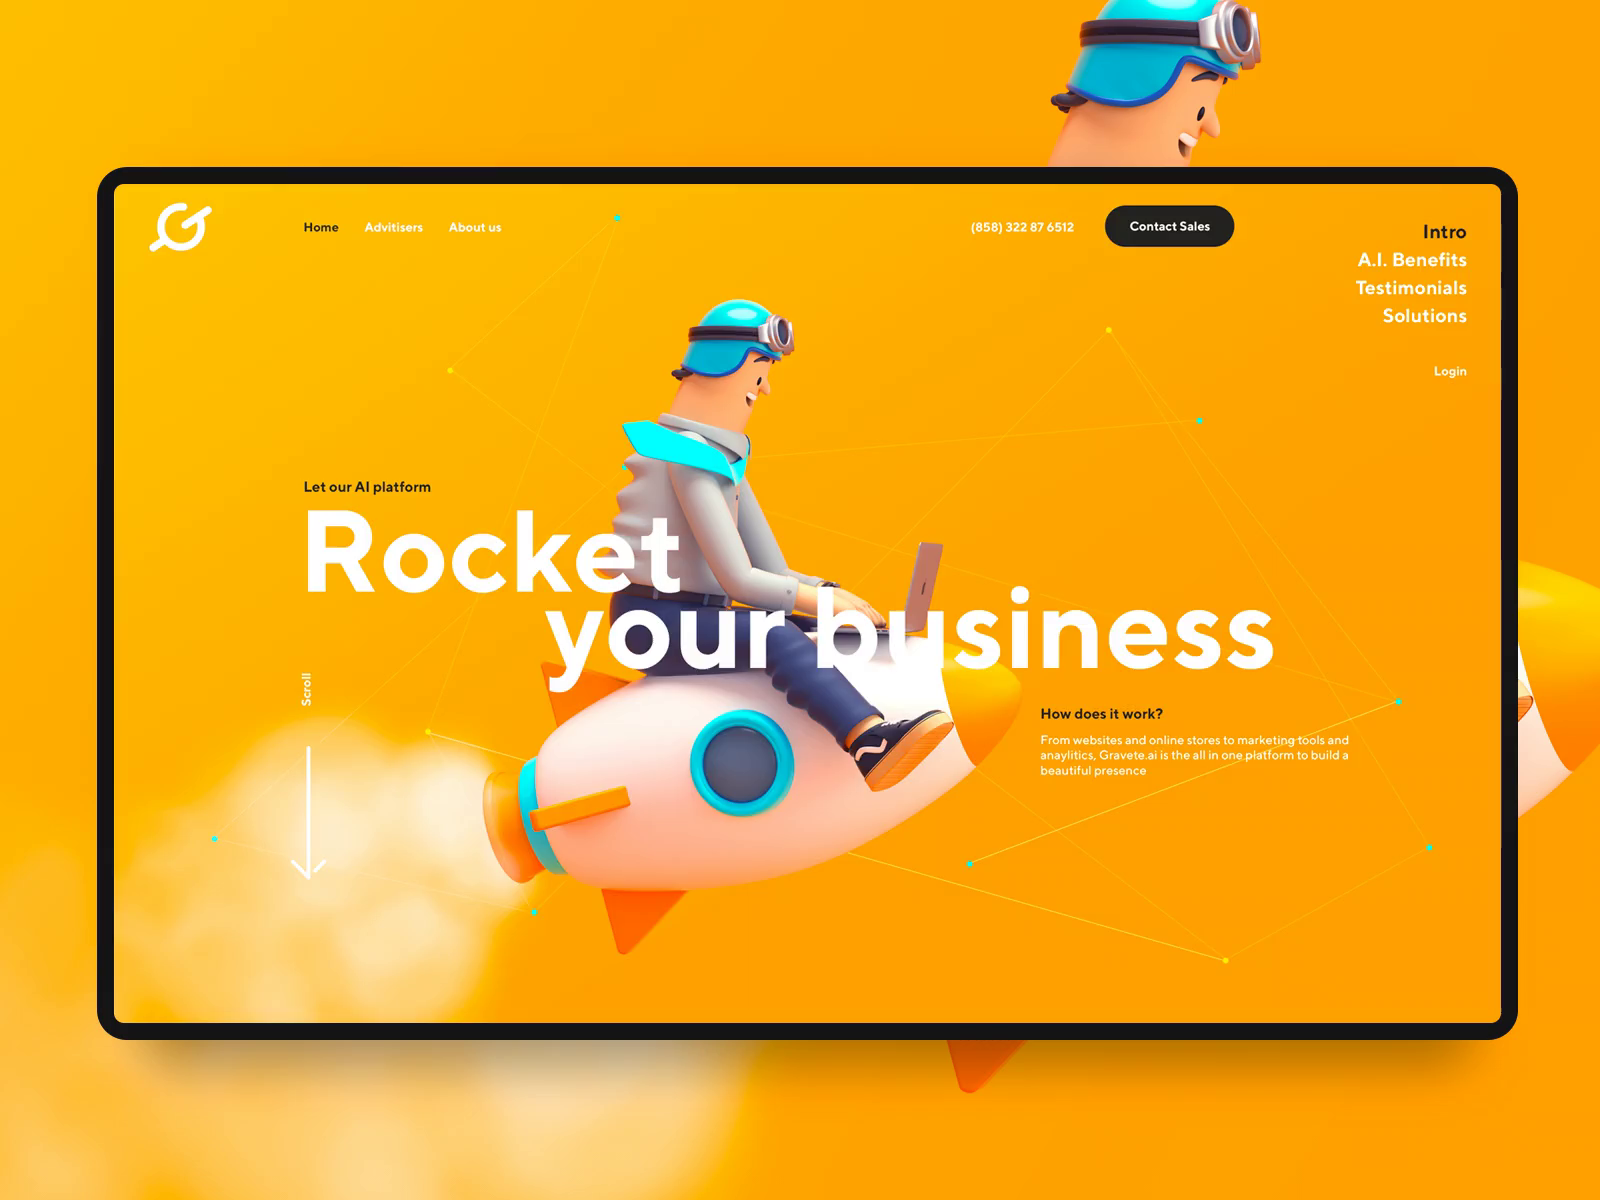 Home
Advitisers
About us
(858) 322 87 6512
Contact Sales
Intro
A.I. Benefits
Testimonials
Solutions
Login
Let our AI platform
Rocket
your business
Scroll
How does it work?
From websites and online stores to marketing tools and
anaylitics, Gravete.ai is the all in one platform to build a
beautiful presence